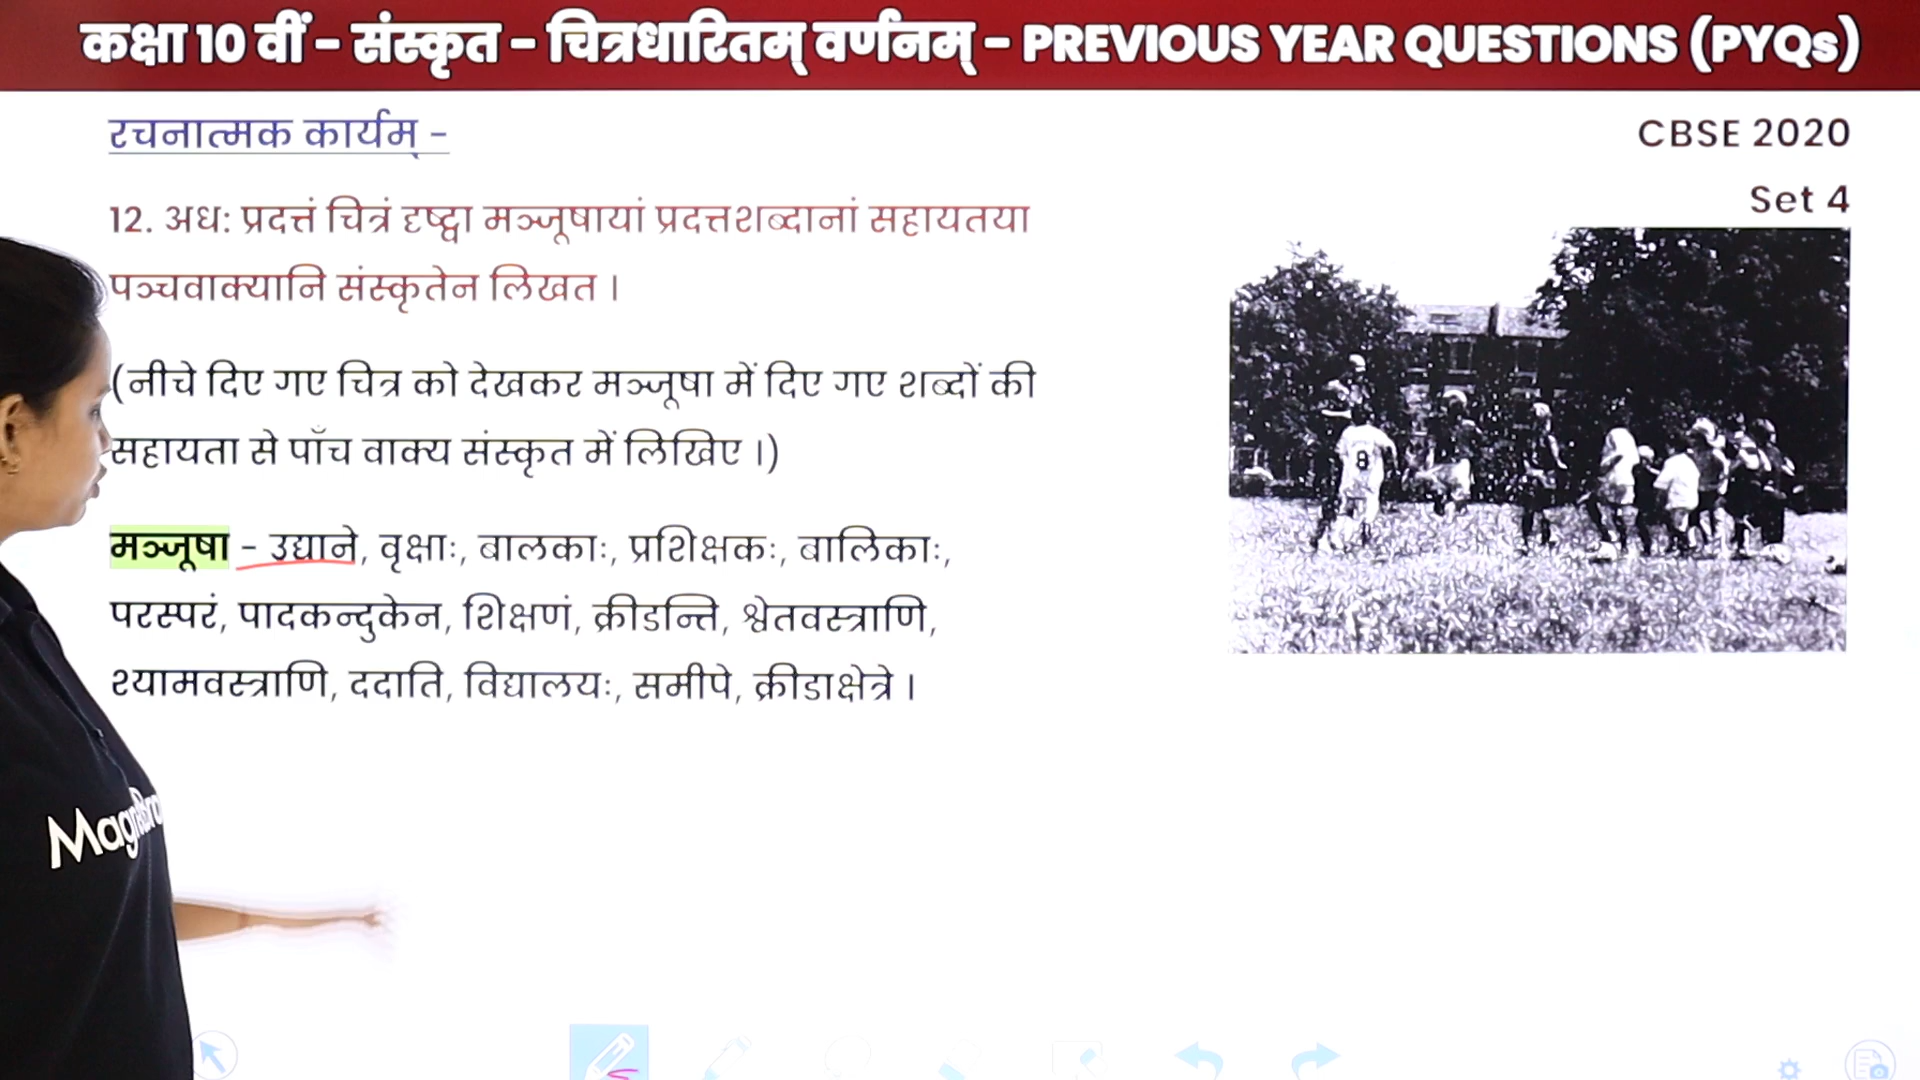 कक्षा 10 वीं - संस्कृत - चित्रधारितम् वर्णनम् - PREVIOUS YEAR QUESTIONS (PYQs)
रचनात्मक कार्यम् -
CBSE 2020
Set 4
12. अध: प्रदत्तं चित्रं दृष्ट्वा मञ्जूषायां प्रदत्तशब्दानां सहायतया
पञ्चवाक्यानि संस्कृतेन लिखत ।
(नीचे दिए गए चित्र को देखकर मञ्जूषा में दिए गए शब्दों की
सहायता से पाँच वाक्य संस्कृत में लिखिए ।)
मञ्जूषा - उद्याने, वृक्षाः, बालकाः, प्रशिक्षकः, बालिकाः,
परस्परं, पादकन्दुकेन, शिक्षणं, क्रीडन्ति, श्वेतवस्त्राणि,
श्यामवस्त्राणि, ददाति, विद्यालयः, समीपे, क्रीडाक्षेत्रे ।
8